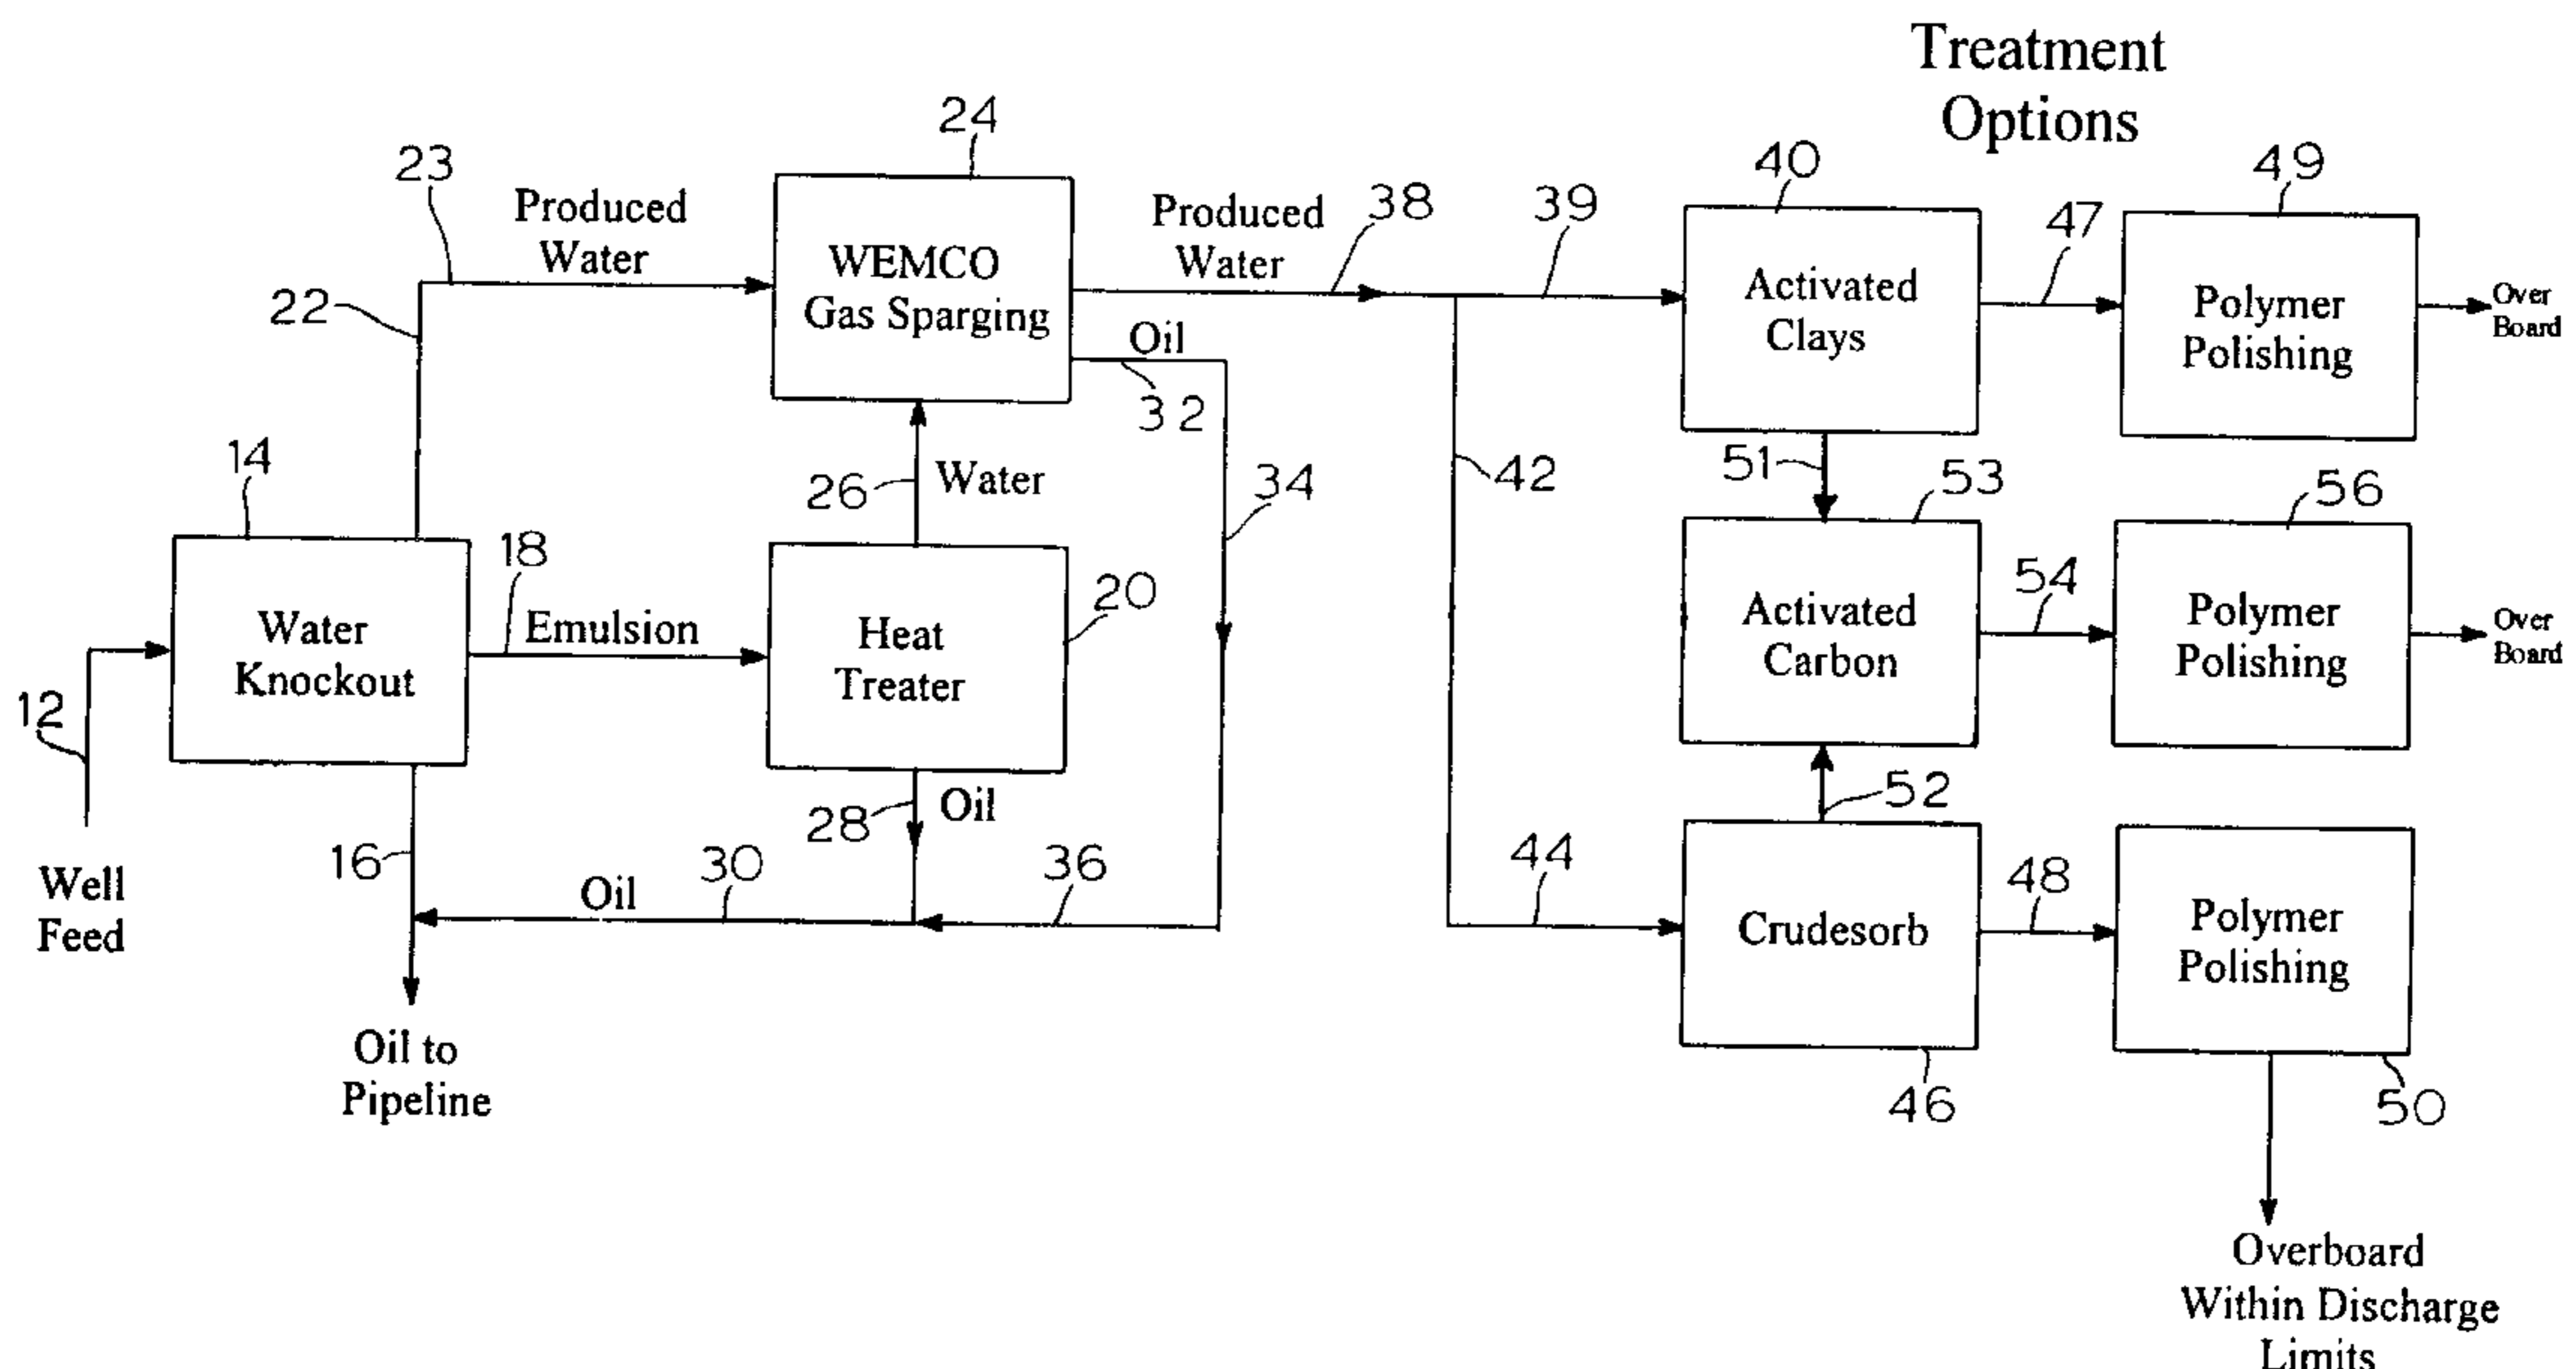 Treatment
Options
24
23
Produced
Water
WEMCO
Gas Sparging
Produced
Water
38
39
40
Activated
Clays
47
49
Polymer
Polishing
Over
Board
22
Oil
32
14
Water
Knockout
18
Emulsion
26
Water
Heat
Treater
20
34
42
51
53
Activated
Carbon
54
56
Polymer
Polishing
Over
Board
12
Well
Feed
16
28
Oil
Oil
30
36
44
52
Crudesorb
46
48
Polymer
Polishing
50
Oil to
Pipeline
Overboard
Within Discharge
Limits